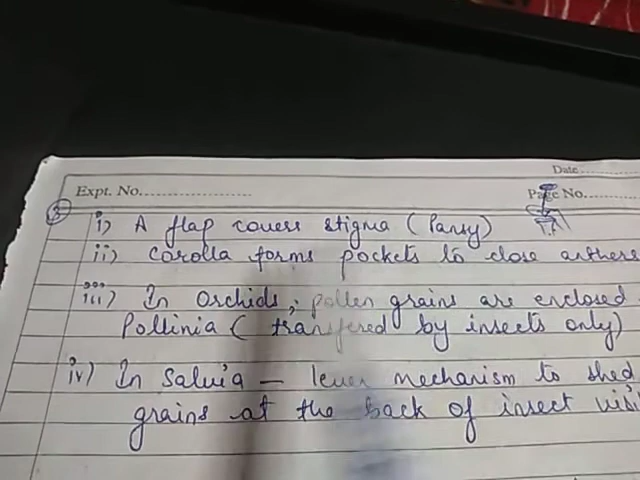 Date
Expt. No.
Page No.
3
i) A flap covers stigma (Pansy)
ii) Corolla forms pockets to close anthers
iii) In Orchids, pollen grains are enclosed
Pollinia (transfered by insects only)
iv) In Salvia — lever mechanism to shed
grains at the back of insect